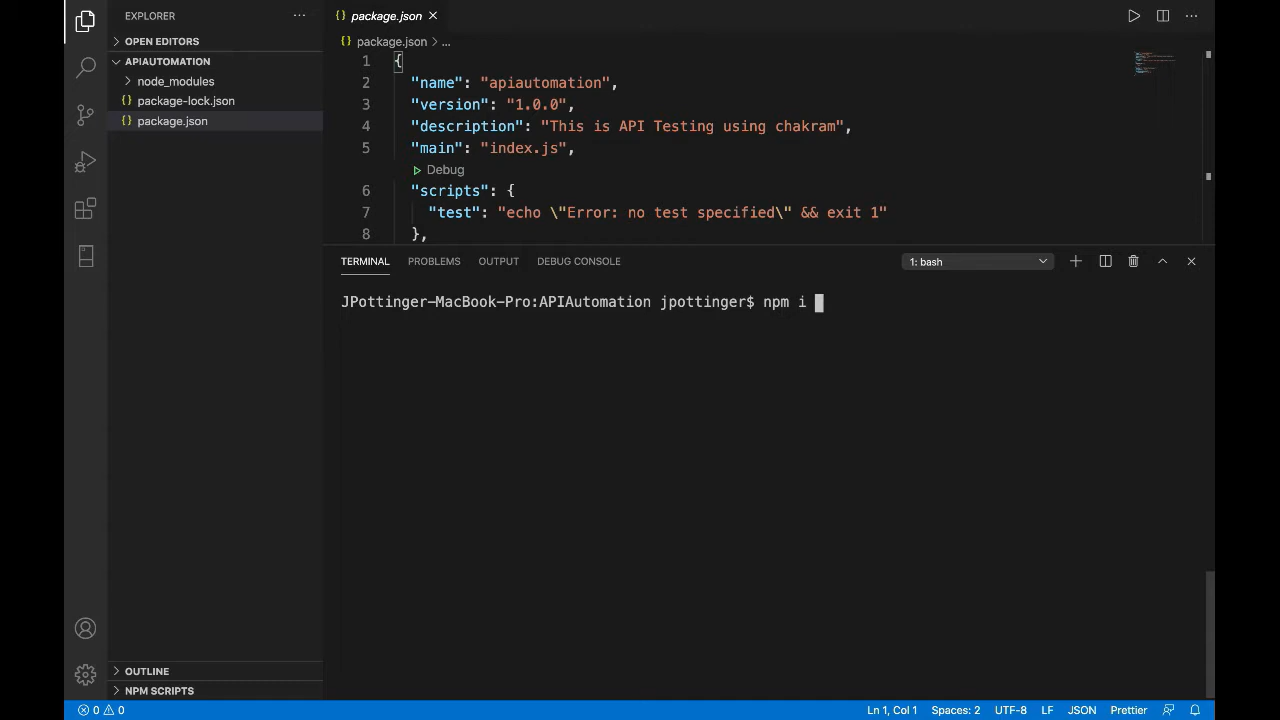 EXPLORER
OPEN EDITORS
APIAUTOMATION
node_modules
package-lock.json
package.json
package.json
package.json > ...
1 {
2 "name": "apiautomation",
3 "version": "1.0.0",
4 "description": "This is API Testing using chakram",
5 "main": "index.js",
Debug
6 "scripts": {
7 "test": "echo \"Error: no test specified\" && exit 1"
8 },
TERMINAL PROBLEMS OUTPUT DEBUG CONSOLE 1: bash
JPottinger-MacBook-Pro:APIAutomation jpottinger$ npm i
OUTLINE
NPM SCRIPTS
0 0 Ln 1, Col 1 Spaces: 2 UTF-8 LF JSON Prettier